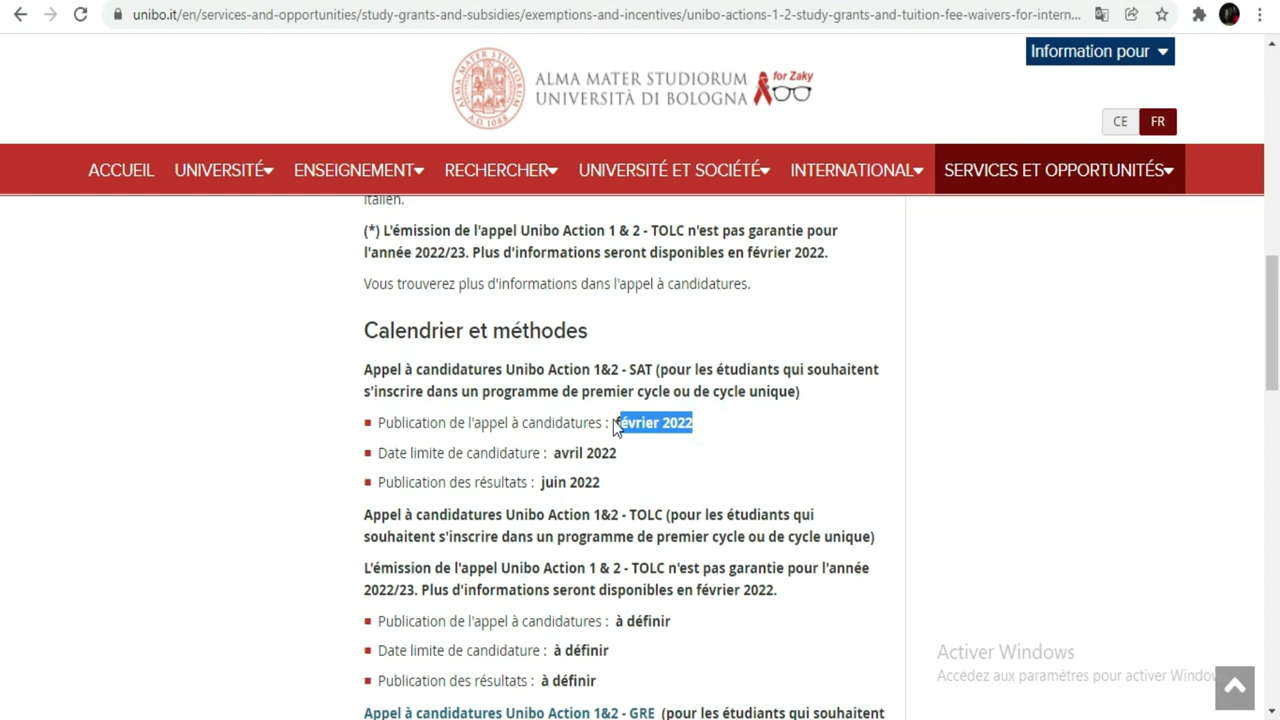 unibo.it/en/services-and-opportunities/study-grants-and-subsidies/exemptions-and-incentives/unibo-actions-1-2-study-grants-and-tuition-fee-waivers-for-intern...
Information pour
ALMA MATER STUDIORUM
UNIVERSITÀ DI BOLOGNA
for Zaky
A.D. 1088
CE FR
ACCUEIL UNIVERSITÉ ENSEIGNEMENT RECHERCHER UNIVERSITÉ ET SOCIÉTÉ INTERNATIONAL SERVICES ET OPPORTUNITÉS
italien.
(*) L'émission de l'appel Unibo Action 1 & 2 - TOLC n'est pas garantie pour
l'année 2022/23. Plus d'informations seront disponibles en février 2022.
Vous trouverez plus d'informations dans l'appel à candidatures.
Calendrier et méthodes
Appel à candidatures Unibo Action 1&2 - SAT (pour les étudiants qui souhaitent
s'inscrire dans un programme de premier cycle ou de cycle unique)
Publication de l'appel à candidatures : février 2022
Date limite de candidature : avril 2022
Publication des résultats : juin 2022
Appel à candidatures Unibo Action 1&2 - TOLC (pour les étudiants qui
souhaitent s'inscrire dans un programme de premier cycle ou de cycle unique)
L'émission de l'appel Unibo Action 1 & 2 - TOLC n'est pas garantie pour l'année
2022/23. Plus d'informations seront disponibles en février 2022.
Publication de l'appel à candidatures : à définir
Date limite de candidature : à définir
Publication des résultats : à définir
Appel à candidatures Unibo Action 1&2 - GRE (pour les étudiants qui souhaitent
Activer Windows
Accédez aux paramètres pour activer Window